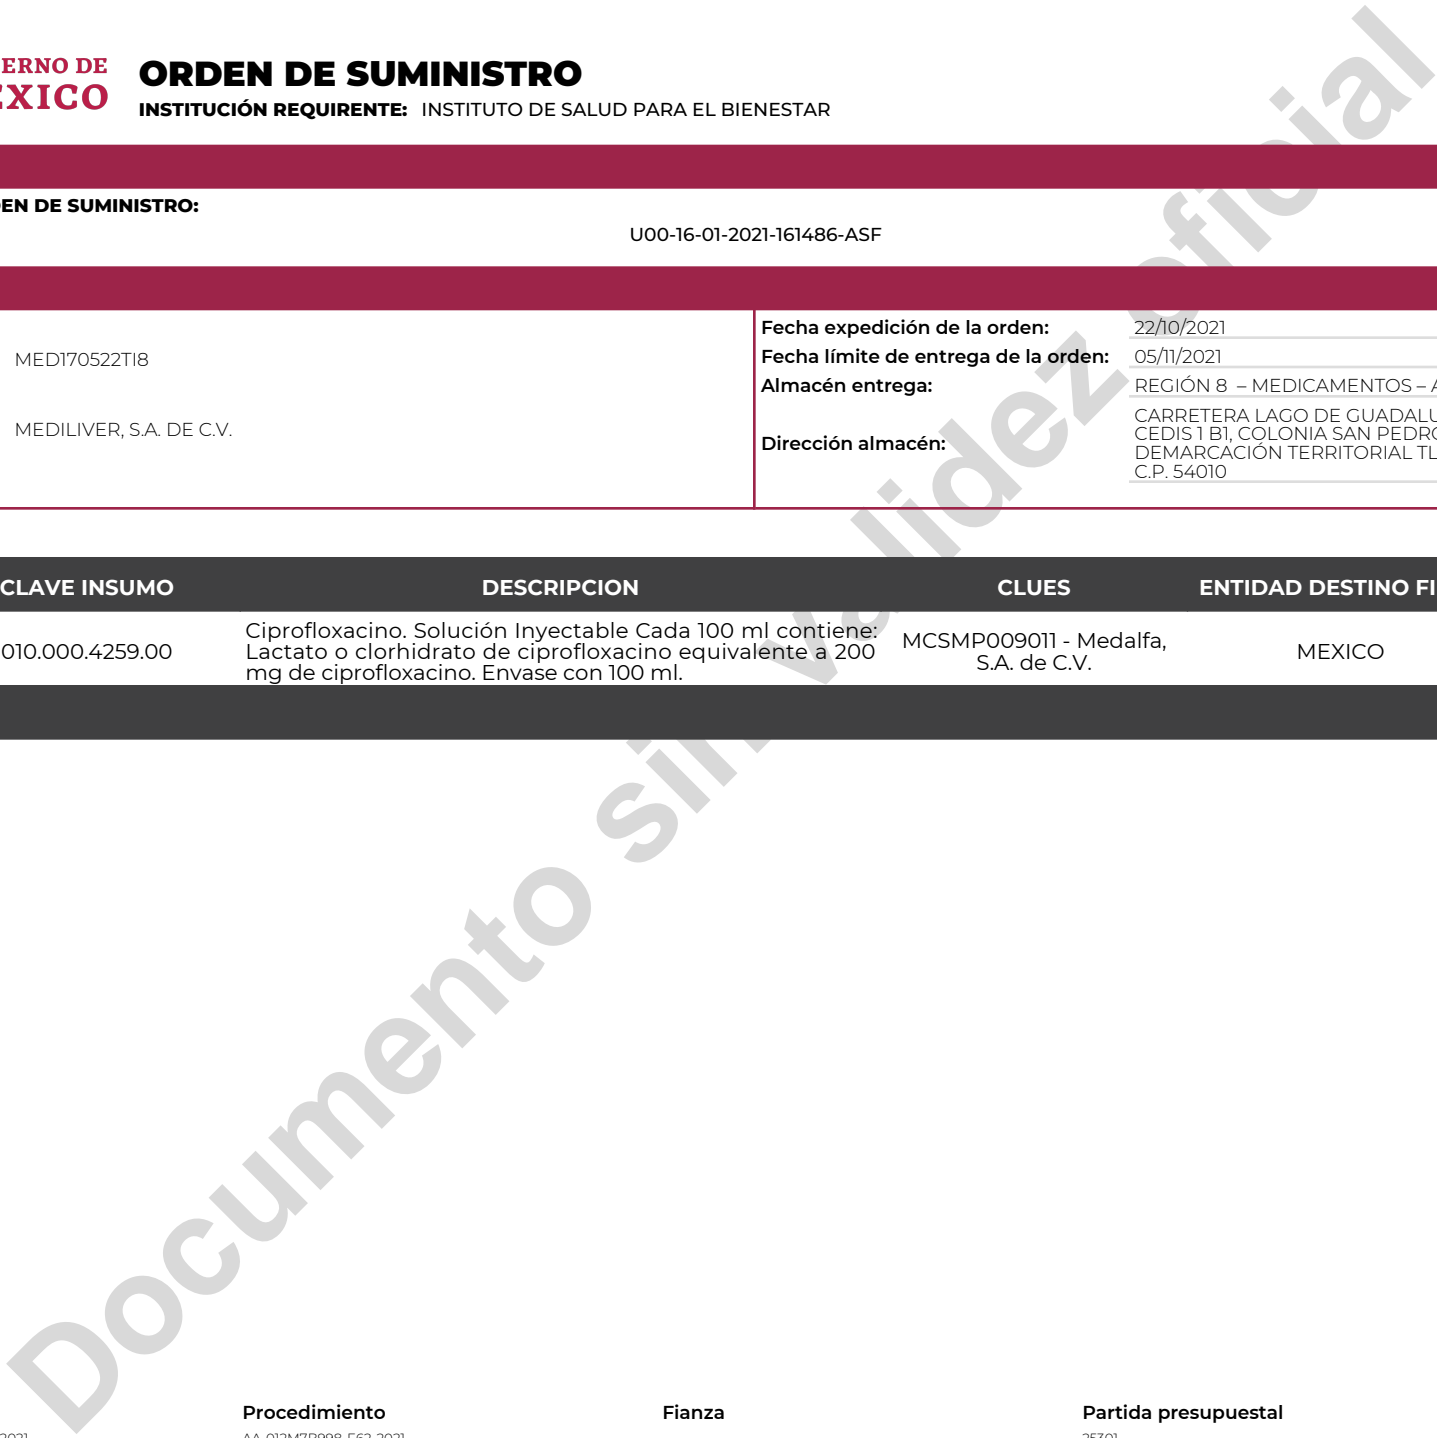 ERNO DE
EXICO
ORDEN DE SUMINISTRO
INSTITUCIÓN REQUIRENTE: INSTITUTO DE SALUD PARA EL BIENESTAR
EN DE SUMINISTRO:
U00-16-01-2021-161486-ASF
MED170522TI8
MEDILIVER, S.A. DE C.V.
Fecha expedición de la orden: 22/10/2021
Fecha límite de entrega de la orden: 05/11/2021
Almacén entrega: REGIÓN 8 – MEDICAMENTOS – A
Dirección almacén:
CARRETERA LAGO DE GUADALU
CEDIS 1 B1, COLONIA SAN PEDRO
DEMARCACIÓN TERRITORIAL TL
C.P. 54010
CLAVE INSUMO DESCRIPCION CLUES ENTIDAD DESTINO FI
010.000.4259.00
Ciprofloxacino. Solución Inyectable Cada 100 ml contiene:
Lactato o clorhidrato de ciprofloxacino equivalente a 200
mg de ciprofloxacino. Envase con 100 ml.
MCSMP009011 - Medalfa,
S.A. de C.V.
MEXICO
Documento sin validez oficial
Procedimiento Fianza Partida presupuestal